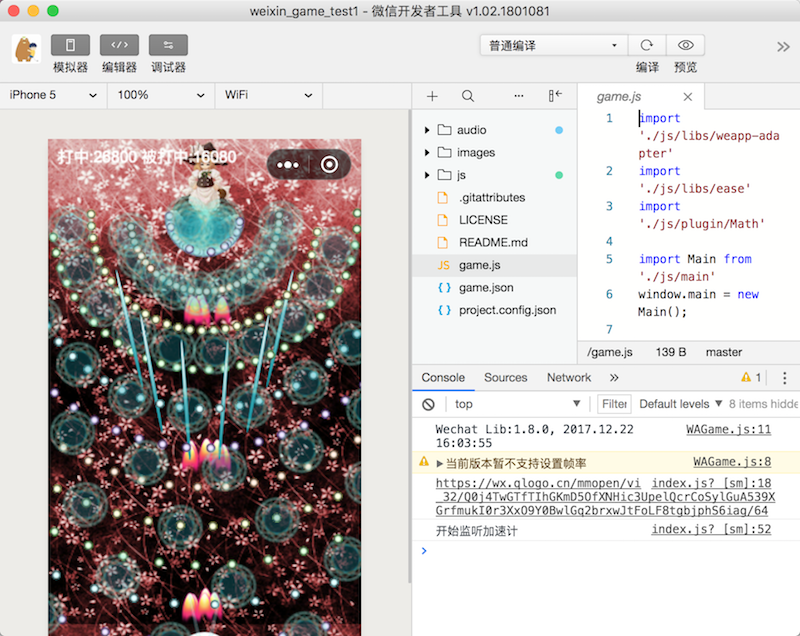 weixin_game_test1 - 微信开发者工具 v1.02.1801081
模拟器 编辑器 调试器
普通编译
编译 预览
iPhone 5 100% WiFi
打中:26800 被打中:16080
audio
images
js
.gitattributes
LICENSE
README.md
JS game.js
{ } game.json
{ } project.config.json
game.js
1 import
'./js/libs/weapp-ada
pter'
2 import
'./js/libs/ease'
3 import
'./js/plugin/Math'
4
5 import Main from
'./js/main'
6 window.main = new
Main();
7
/game.js 139 B master
Console Sources Network 1
top Filter Default levels 8 items hidde
Wechat Lib:1.8.0, 2017.12.22 WAGame.js:11
16:03:55
当前版本暂不支持设置帧率 WAGame.js:8
https://wx.qlogo.cn/mmopen/vi index.js? [sm]:18
_32/Q0j4TwGTfTIhGKmD5OfXNHic3UpelQcrCoSylGuA539X
GrfmukI0r3XxO9Y0BwlGq2brxwJtFoLF8tgbjphS6iag/64
开始监听加速计 index.js? [sm]:52